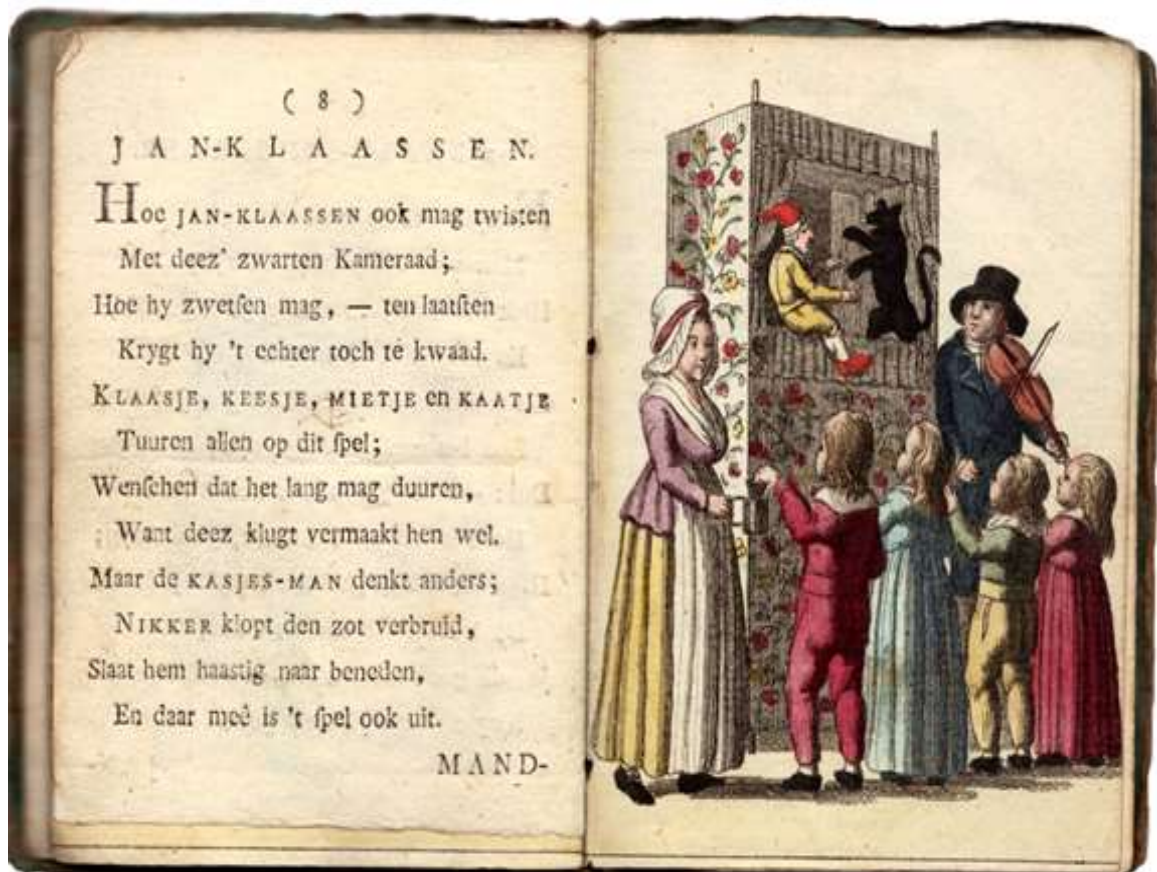 ( 8 )
JAN-KLAASSEN.
Hoe JAN-KLAASSEN ook mag twisten
Met deez' zwarten Kameraad;
Hoe hy zwetſen mag, — ten laatſten
Krygt hy 't echter toch te kwaad.
KLAASJE, KEESJE, MIETJE en KAATJE
Tuuren allen op dit ſpel;
Wenſchen dat het lang mag duuren,
Want deez klugt vermaakt hen wel.
Maar de KASJES-MAN denkt anders;
NIKKER klopt den zot verbruid,
Slaat hem haastig naar beneden,
En daar meê is 't ſpel ook uit.
MAND-